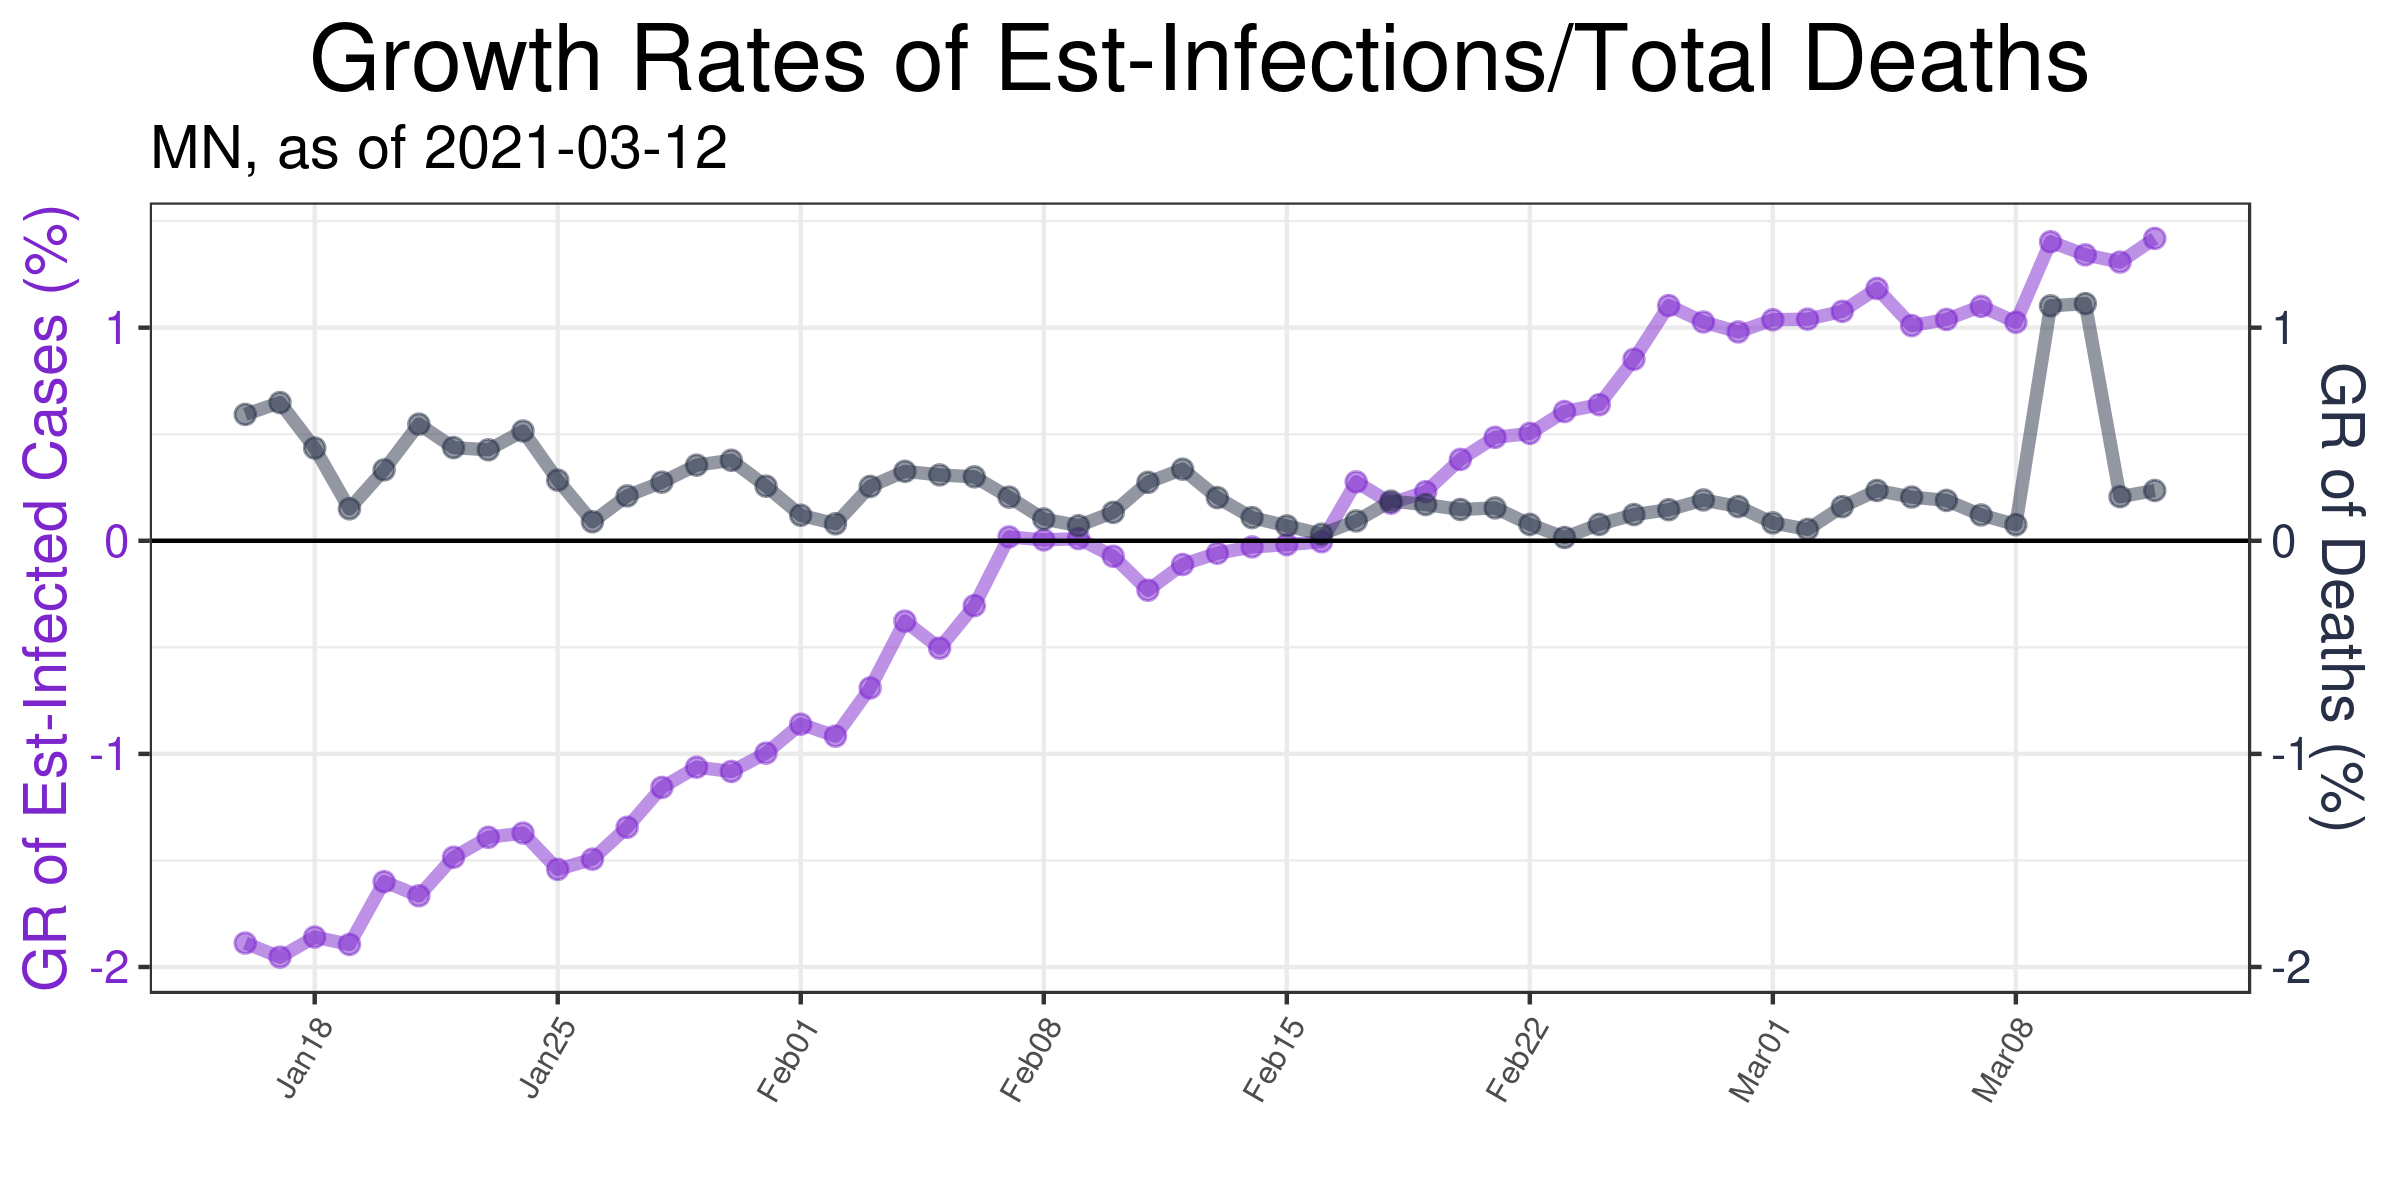 Growth Rates of Est-Infections/Total Deaths
MN, as of 2021-03-12
GR of Est-Infected Cases (%)
1
0
-1
-2
1
0
-1
-2
GR of Deaths (%)
Jan18
Jan25
Feb01
Feb08
Feb15
Feb22
Mar01
Mar08